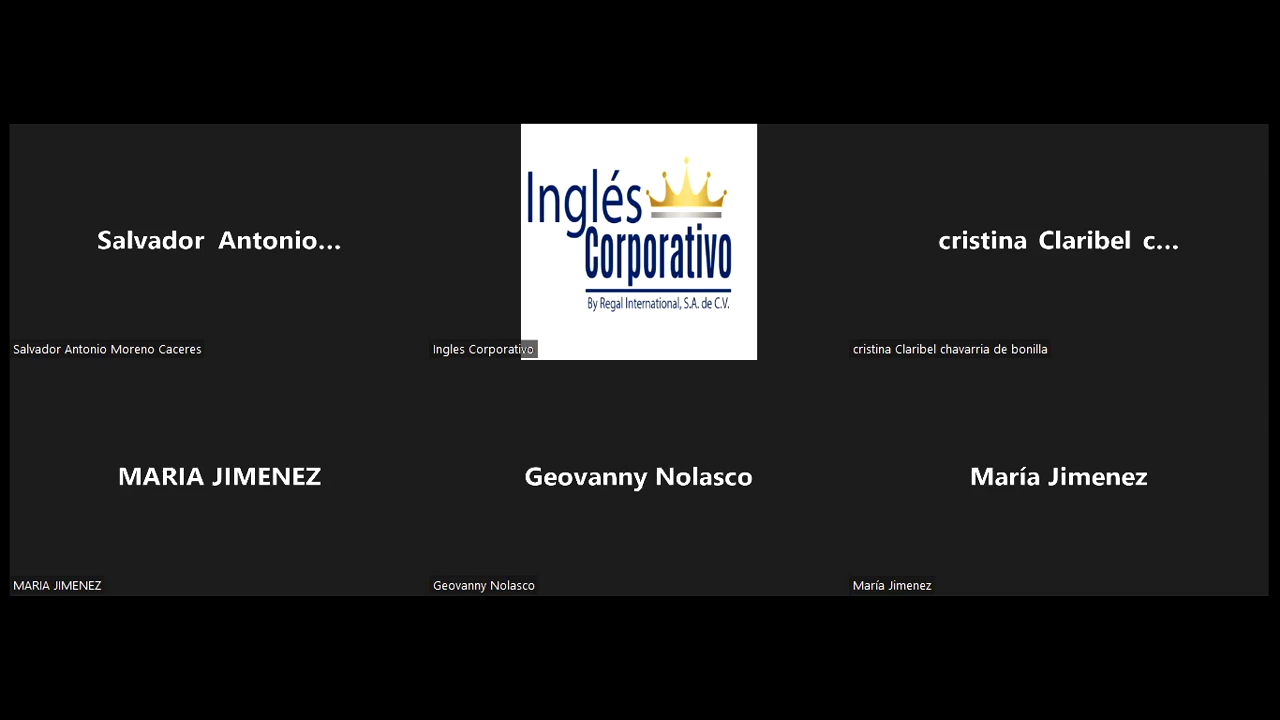 Salvador Antonio...
Salvador Antonio Moreno Caceres
Inglés
Corporativo
By Regal International, S.A. de C.V.
Ingles Corporativo
cristina Claribel c...
cristina Claribel chavarria de bonilla
MARIA JIMENEZ
MARIA JIMENEZ
Geovanny Nolasco
Geovanny Nolasco
María Jimenez
María Jimenez